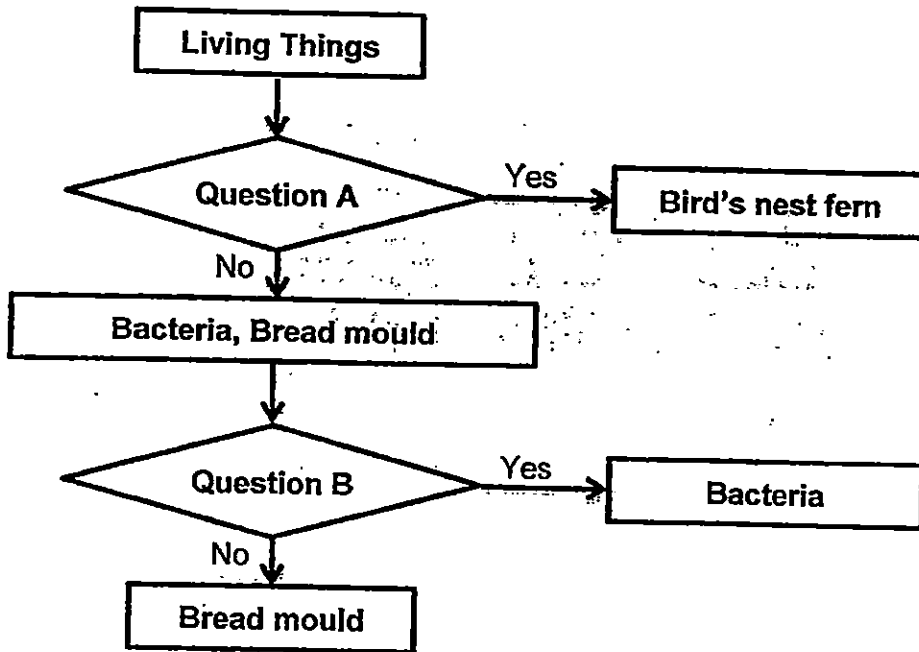 Living Things
Question A
Yes
Bird's nest fern
No
Bacteria, Bread mould
Question B
Yes
Bacteria
No
Bread mould